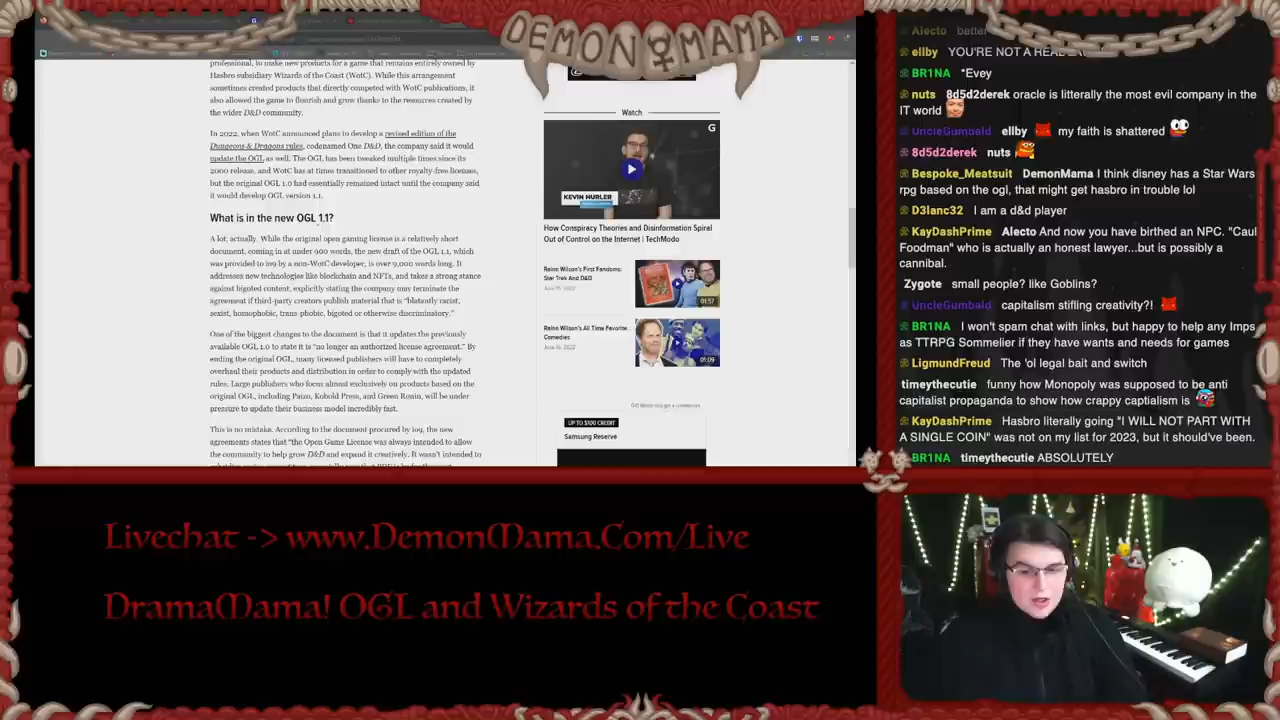 DEMON MAMA
professional, to make new products for a game that remains entirely owned by
Hasbro subsidiary Wizards of the Coast (WotC). While this arrangement
sometimes created products that directly competed with WotC publications, it
also allowed the game to flourish and grow thanks to the resources created by
the wider D&D community.
In 2022, when WotC announced plans to develop a revised edition of the
Dungeons & Dragons rules, codenamed One D&D, the company said it would
update the OGL as well. The OGL has been tweaked multiple times since its
2000 release, and WotC has at times transitioned to other royalty-free licenses,
but the original OGL 1.0 had essentially remained intact until the company said
it would develop OGL version 1.1.
What is in the new OGL 1.1?
A lot, actually. While the original open gaming license is a relatively short
document, coming in at under 900 words, the new draft of the OGL 1.1, which
was provided to io9 by a non-WotC developer, is over 9,000 words long. It
addresses new technologies like blockchain and NFTs, and takes a strong stance
against bigoted content, explicitly stating the company may terminate the
agreement if third-party creators publish material that is "blatantly racist,
sexist, homophobic, trans-phobic, bigoted or otherwise discriminatory."
One of the biggest changes to the document is that it updates the previously
available OGL 1.0 to state it is "no longer an authorized license agreement." By
ending the original OGL, many licensed publishers will have to completely
overhaul their products and distribution in order to comply with the updated
rules. Large publishers who focus almost exclusively on products based on the
original OGL, including Paizo, Kobold Press, and Green Ronin, will be under
pressure to update their business model incredibly fast.
This is no mistake. According to the document procured by io9, the new
agreements states that "the Open Game License was always intended to allow
the community to help grow D&D and expand it creatively. It wasn't intended to
Watch
G
KEVIN HURLER
How Conspiracy Theories and Disinformation Spiral
Out of Control on the Internet | TechModo
Rainn Wilson's First Fandoms:
Star Trek And D&D
01:57
Rainn Wilson's All Time Favorite
Comedies
June 16, 2022
01:09
UP TO $100 CREDIT
Samsung Reserve
Alecto better
ellby YOU'RE NOT A HEALER
BR1NA *Evey
nuts 8d5d2derek oracle is literally the most evil company in the
IT world
UncleGumbald ellby my faith is shattered
8d5d2derek nuts
Bespoke_Meatsuit DemonMama I think disney has a Star Wars
rpg based on the ogl, that might get hasbro in trouble lol
D3lanc32 I am a d&d player
KayDashPrime And now I am imminently birthed an NPC. "Caul
Foodman" who is actually an honest lawyer...but is possibly a
cannibal.
Zygote small people? like Goblins?
UncleGumbald capitalism stifling creativity?!
BR1NA I wont spend it all willnilly, but here to help any Imps
as TTRPG Sommelier if they have wants and needs for games
LigmundFreud Ahh, 'ol legal ink and match
timeythecutie funny how Monopoly was supposed to be anti
capitalist propaganda to show how bad captialism is
KayDashPrime Hasbro literally going "I WILL NOT PART WITH
A SINGLE COIN" was not on my list for 2023, but it should've been.
BR1NA timeythecutie ABSOLUTELY
Livechat -> www.DemonMama.Com/Live
DramaMama: OGL and Wizards of the Coast